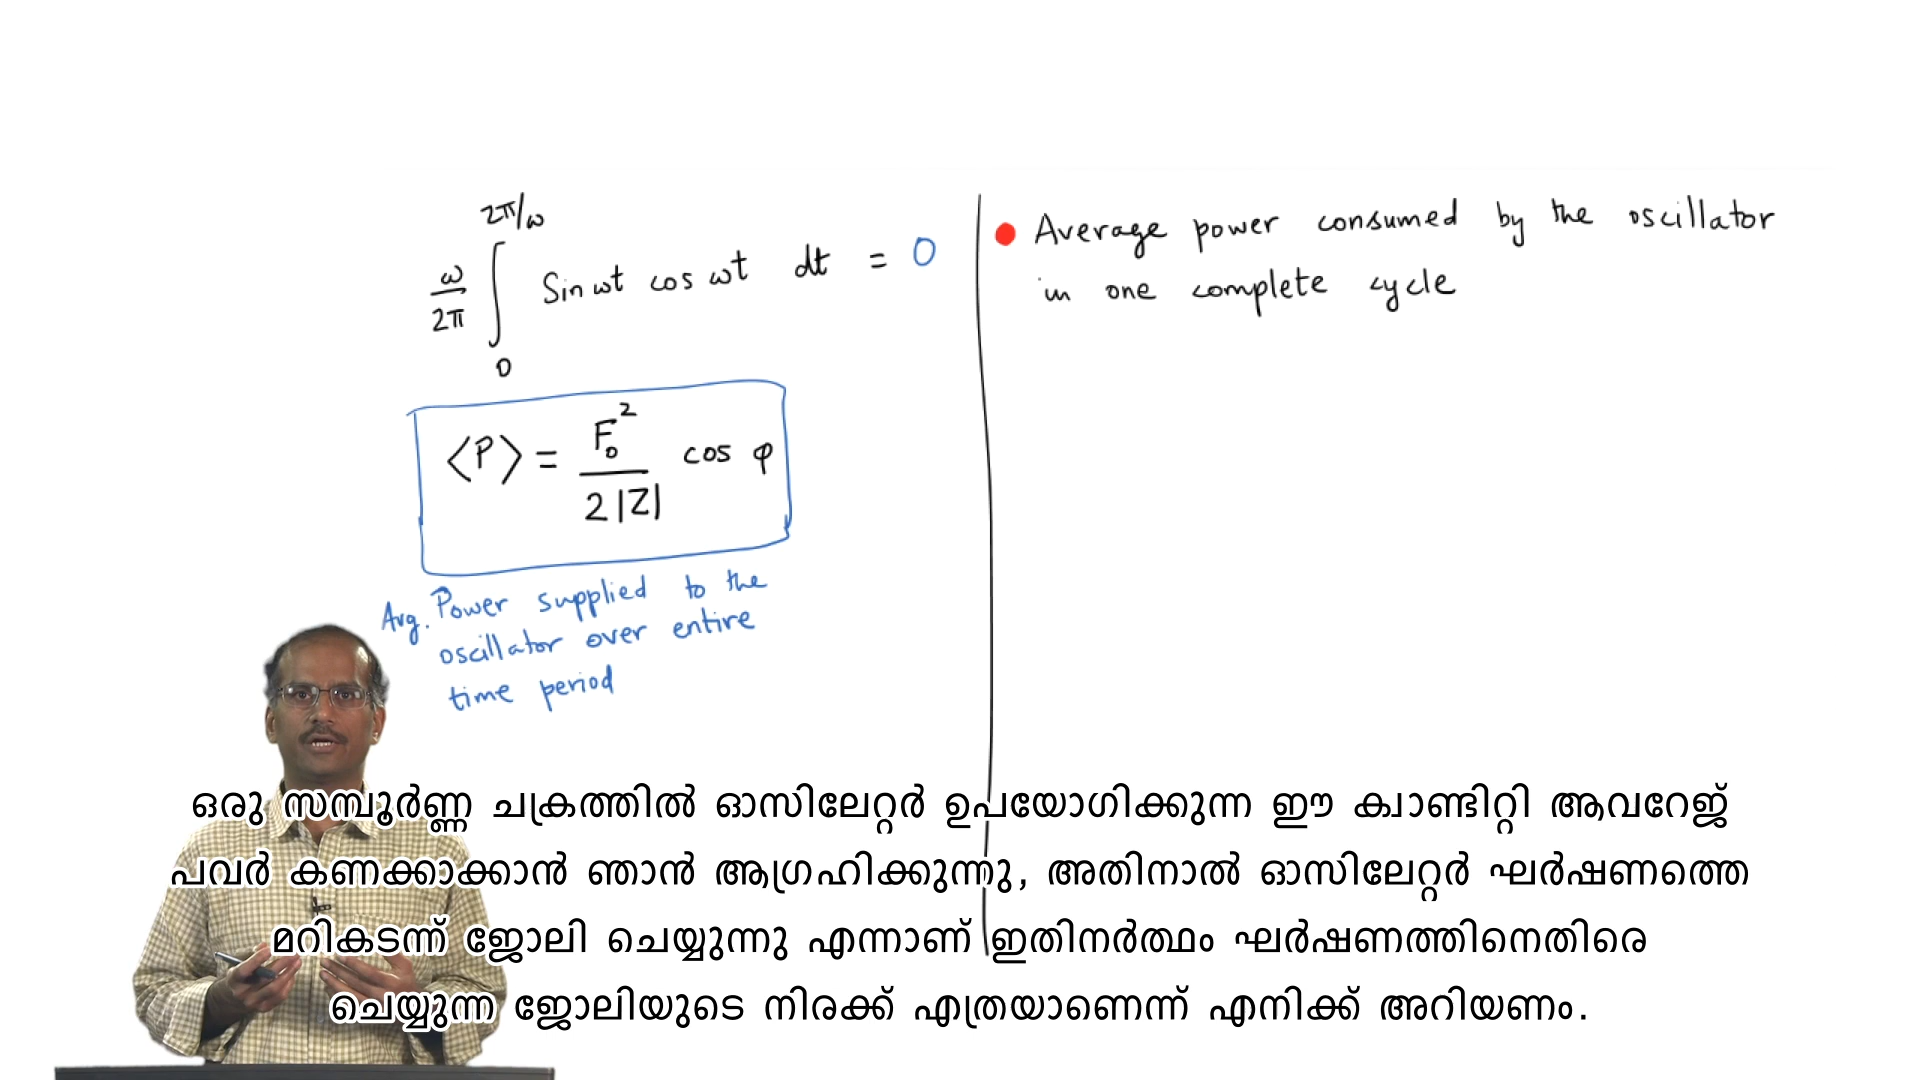 2π/ω
ω/2π ∫ Sin ωt cos ωt dt = 0
0
⟨P⟩ = F₀² / 2|Z| cos φ
Avg. Power supplied to the
oscillator over entire
time period
Average power consumed by the oscillator
in one complete cycle
ഒരു സമ്പൂർണ്ണ ചക്രത്തിൽ ഓസിലേറ്റർ ഉപയോഗിക്കുന്ന ഈ ക്വാണ്ടിറ്റി ആവറേജ്
പവർ കണക്കാക്കാൻ ഞാൻ ആഗ്രഹിക്കുന്നു, അതിനാൽ ഓസിലേറ്റർ ഘർഷണത്തെ
മറികടന്ന് ജോലി ചെയ്യുന്നു എന്നാണ് ഇതിനർത്ഥം ഘർഷണത്തിനെതിരെ
ചെയ്യുന്ന ജോലിയുടെ നിരക്ക് എത്രയാണെന്ന് എനിക്ക് അറിയണം.